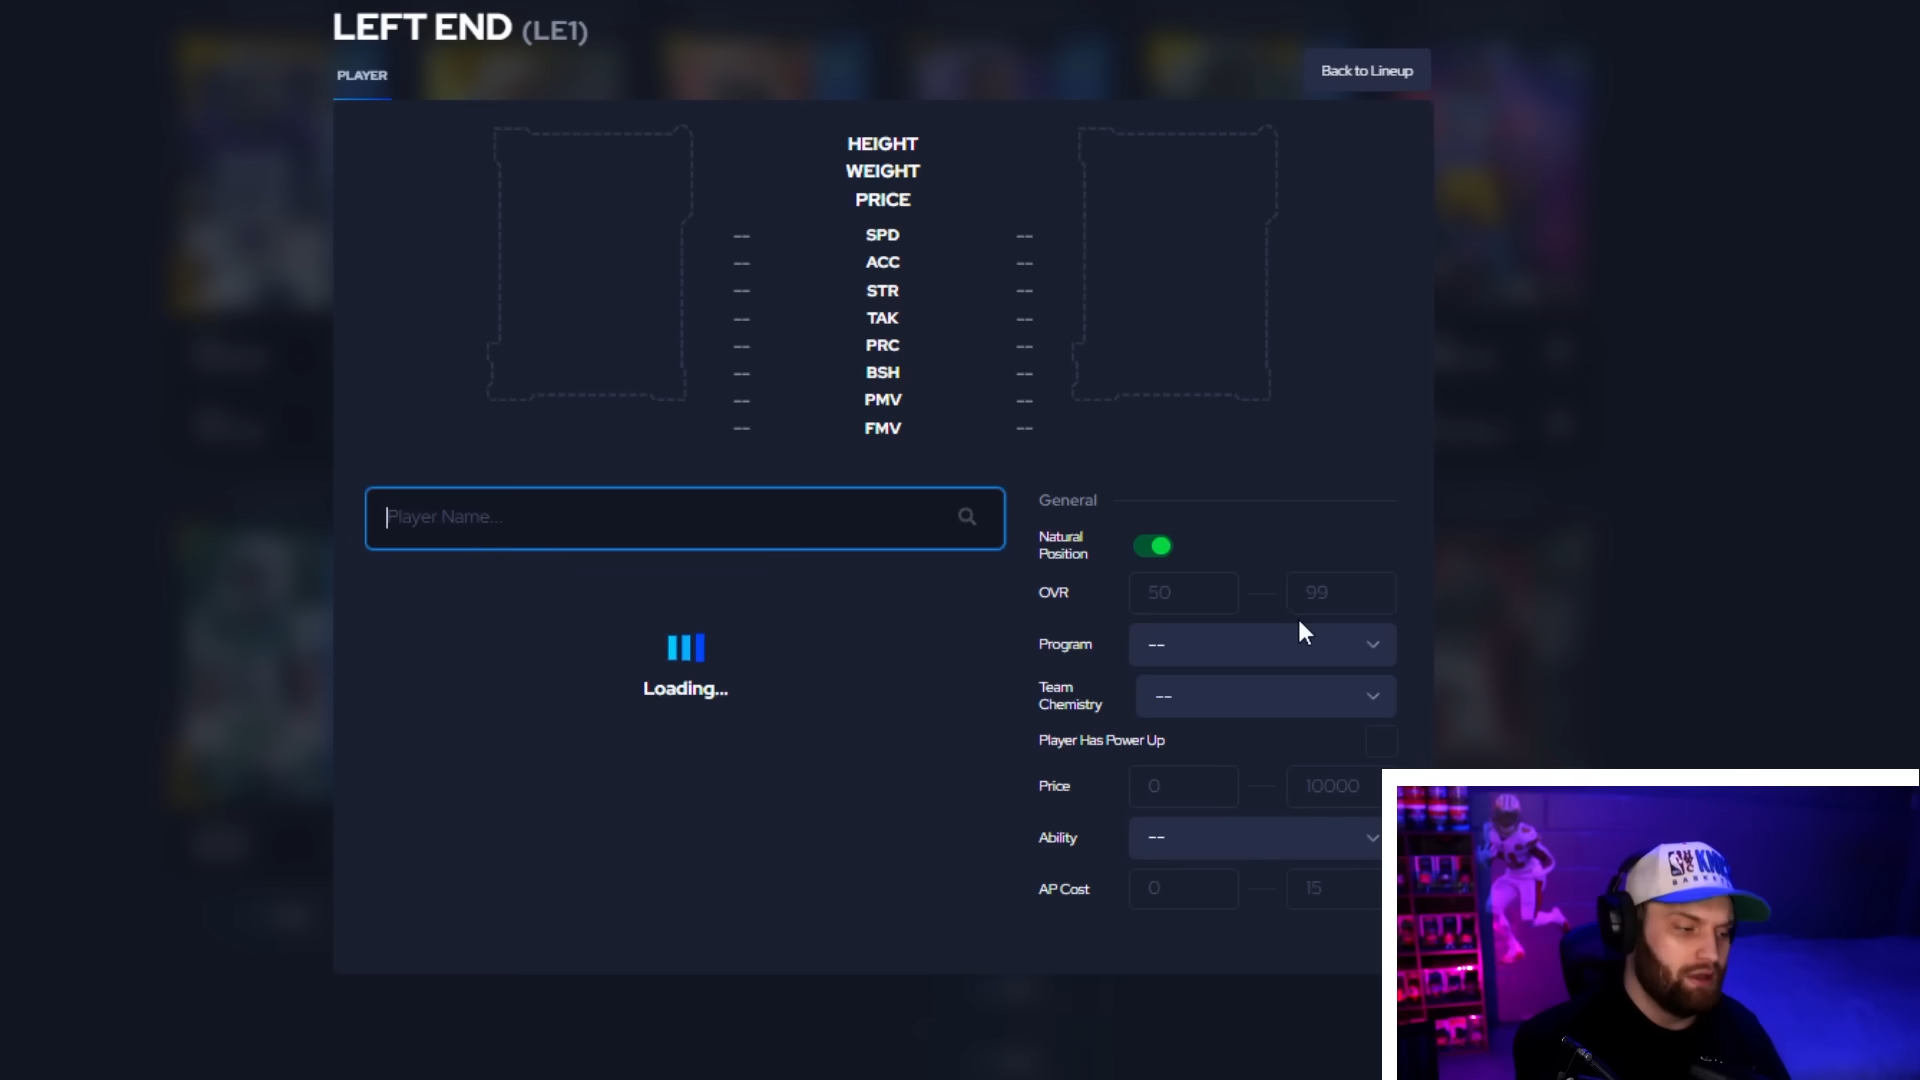 LEFT END (LE1)
PLAYER
Back to Lineup
HEIGHT
WEIGHT
PRICE
-- SPD --
-- ACC --
-- STR --
-- TAK --
-- PRC --
-- BSH --
-- PMV --
-- FMV --
Player Name...
Loading...
General
Natural
Position
OVR 50 99
Program --
Team
Chemistry --
Player Has Power Up
Price 0 10000
Ability --
AP Cost 0 15